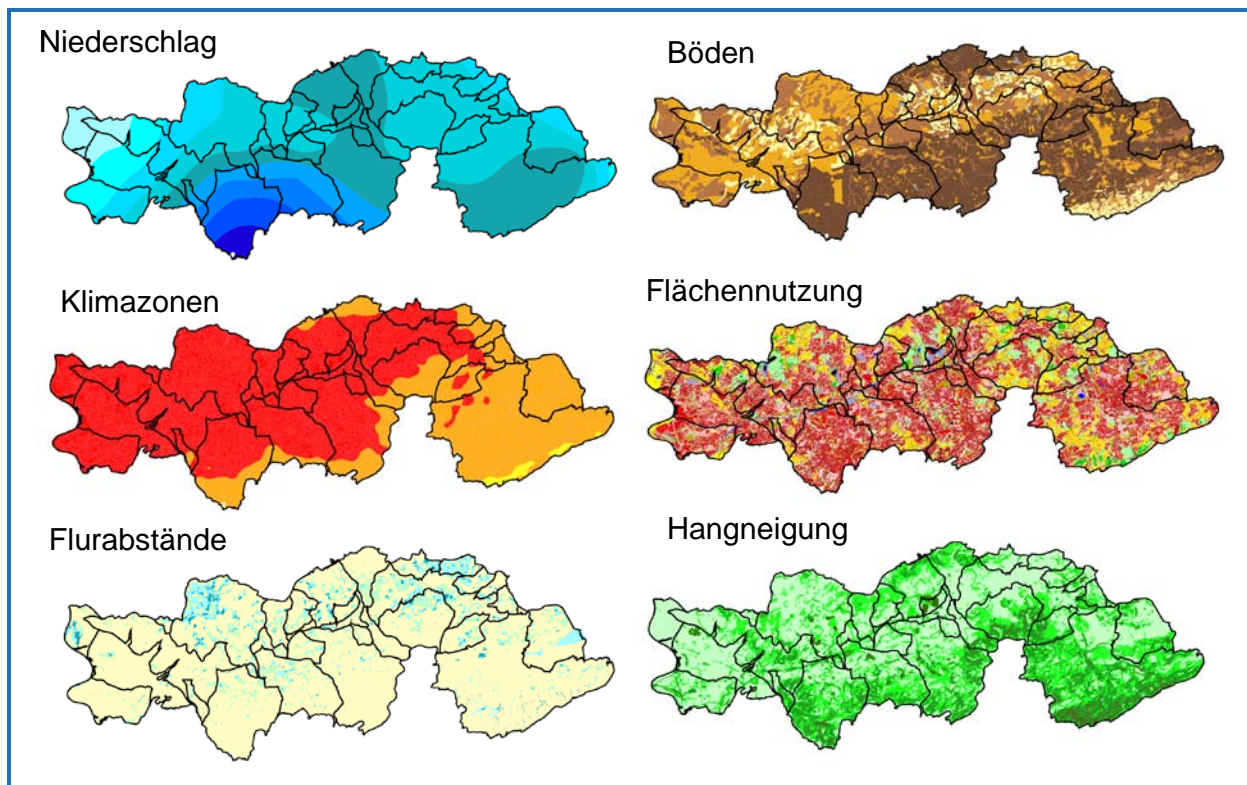 Niederschlag
Böden
Klimazonen
Flächennutzung
Flurabstände
Hangneigung